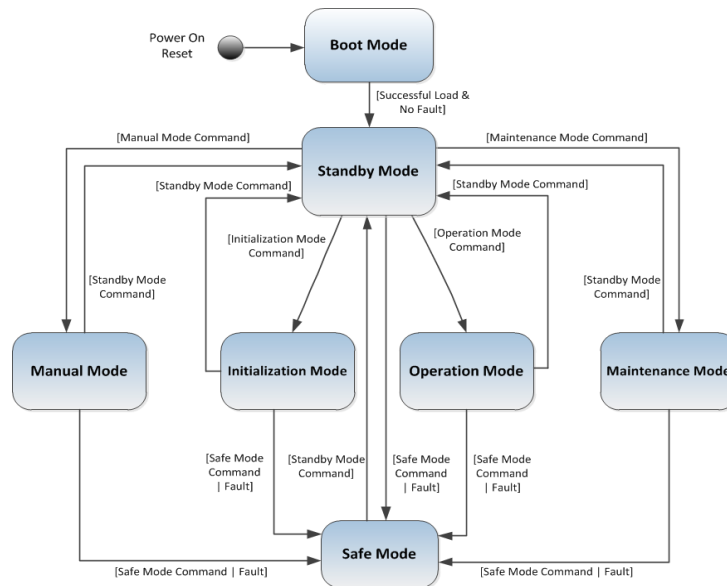 Power On
Reset
Boot Mode
[Successful Load &
No Fault]
[Manual Mode Command]
[Maintenance Mode Command]
Standby Mode
[Standby Mode Command]
[Standby Mode Command]
[Initialization Mode
Command]
[Operation Mode
Command]
[Standby Mode
Command]
[Standby Mode
Command]
Manual Mode
Initialization Mode
Operation Mode
Maintenance Mode
[Safe Mode
Command
| Fault]
[Standby Mode
Command]
[Safe Mode
Command
| Fault]
[Safe Mode
Command
| Fault]
Safe Mode
[Safe Mode Command | Fault]
[Safe Mode Command | Fault]